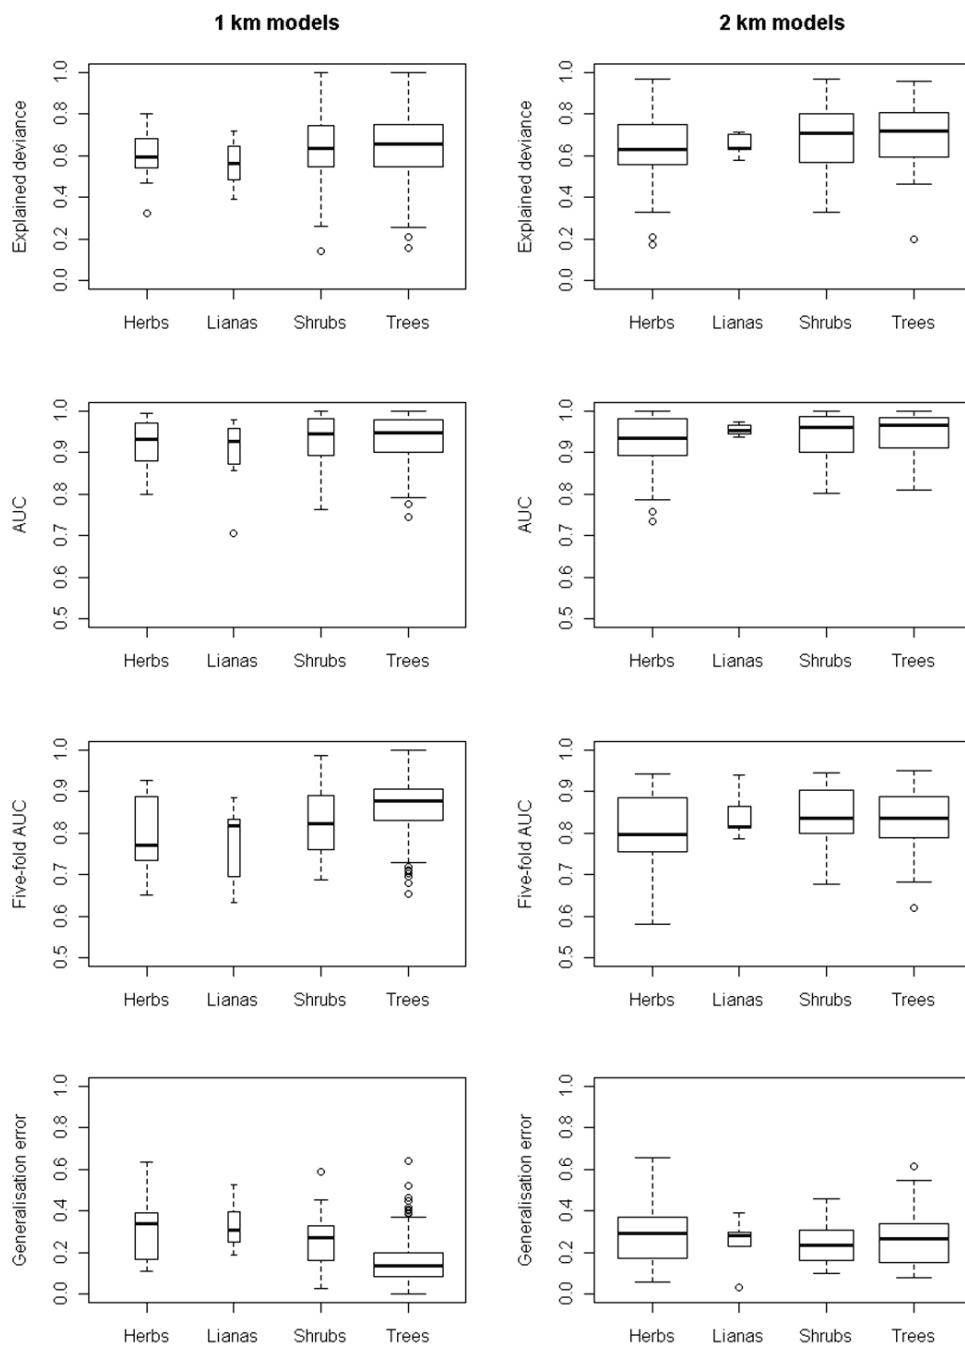 1 km models
2 km models
Explained deviance
0.0 0.2 0.4 0.6 0.8 1.0
Herbs Lianas Shrubs Trees
Explained deviance
0.0 0.2 0.4 0.6 0.8 1.0
Herbs Lianas Shrubs Trees
AUC
0.5 0.6 0.7 0.8 0.9 1.0
Herbs Lianas Shrubs Trees
AUC
0.5 0.6 0.7 0.8 0.9 1.0
Herbs Lianas Shrubs Trees
Five-fold AUC
0.5 0.6 0.7 0.8 0.9 1.0
Herbs Lianas Shrubs Trees
Five-fold AUC
0.5 0.6 0.7 0.8 0.9 1.0
Herbs Lianas Shrubs Trees
Generalisation error
0.0 0.2 0.4 0.6 0.8 1.0
Herbs Lianas Shrubs Trees
Generalisation error
0.0 0.2 0.4 0.6 0.8 1.0
Herbs Lianas Shrubs Trees